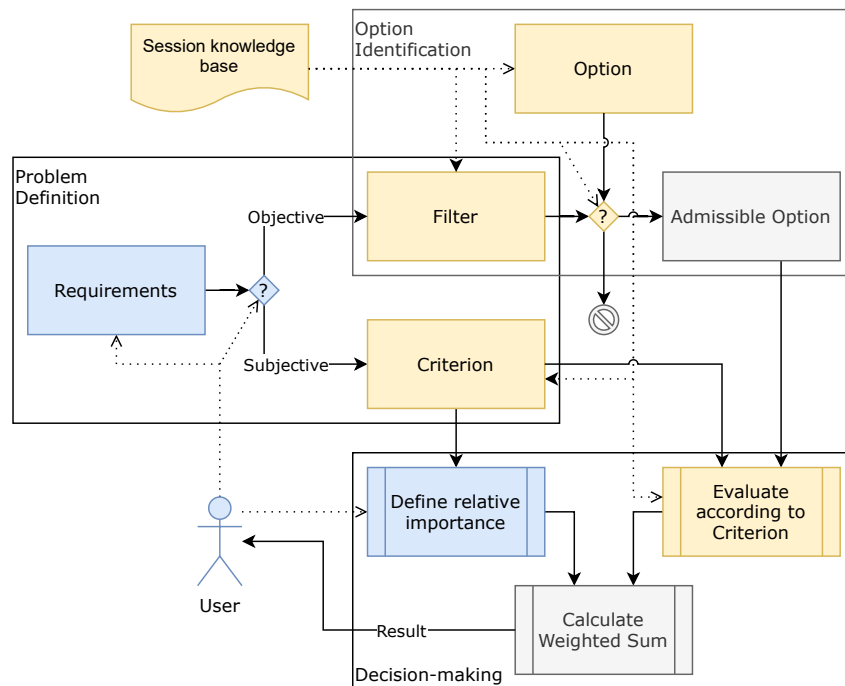 Session knowledge
base
Option
Identification
Option
Problem
Definition
Objective
Filter
?
Admissible Option
Requirements
?
Subjective
Criterion
Define relative
importance
Evaluate
according to
Criterion
User
Result
Calculate
Weighted Sum
Decision-making